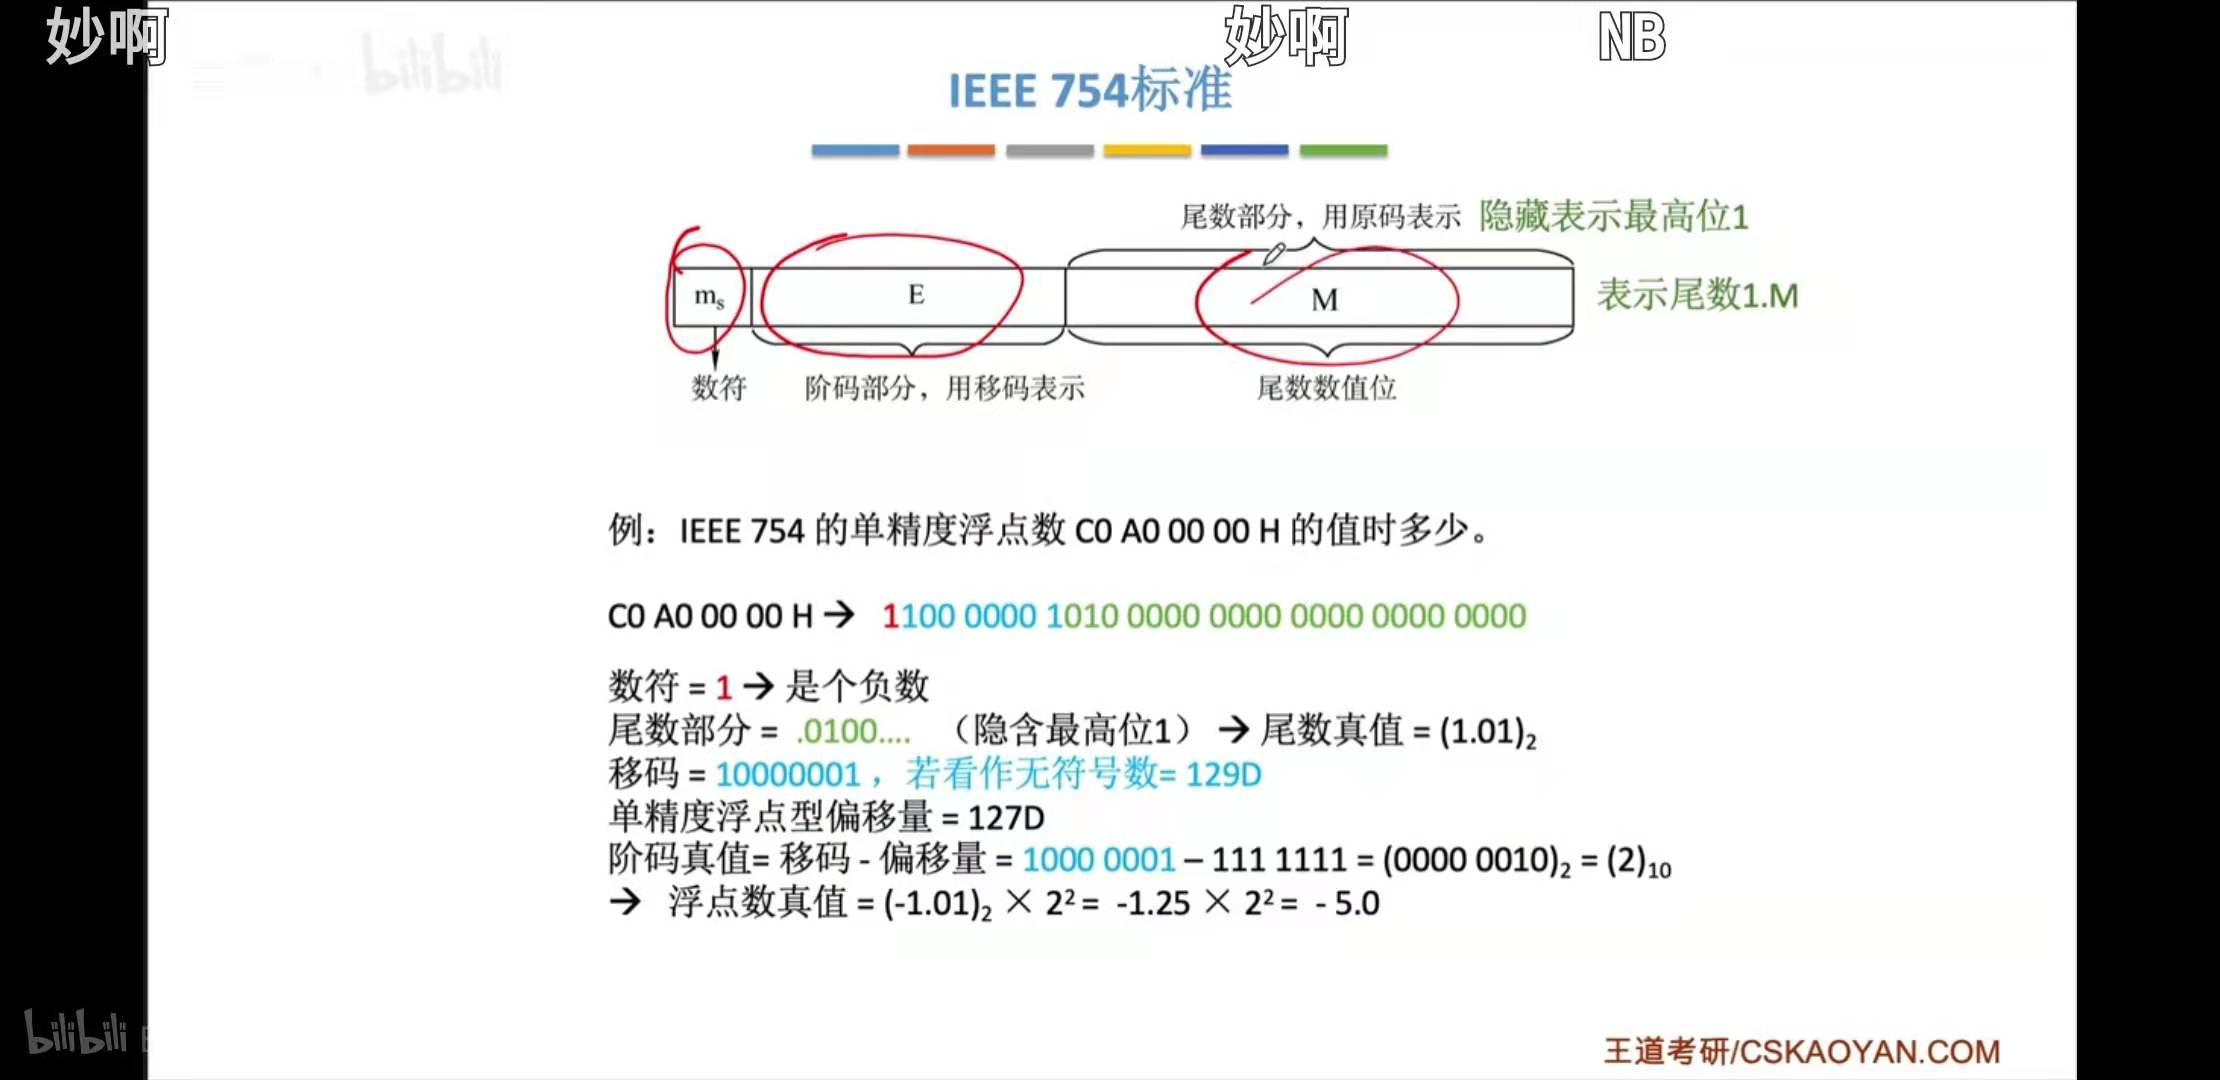 妙啊
妙啊
NB
bilibili
IEEE 754标准
尾数部分，用原码表示 隐藏表示最高位1
mₛ E M 表示尾数1.M
数符 阶码部分，用移码表示 尾数数值位
例：IEEE 754 的单精度浮点数 C0 A0 00 00 H 的值时多少。
C0 A0 00 00 H → 1100 0000 1010 0000 0000 0000 0000 0000
数符 = 1 → 是个负数
尾数部分 = .0100.... （隐含最高位1） → 尾数真值 = (1.01)₂
移码 = 10000001 ，若看作无符号数= 129D
单精度浮点型偏移量 = 127D
阶码真值= 移码 - 偏移量 = 1000 0001 – 111 1111 = (0000 0010)₂ = (2)₁₀
→ 浮点数真值 = (-1.01)₂ × 2² = -1.25 × 2² = - 5.0
bilibili
王道考研/CSKAOYAN.COM